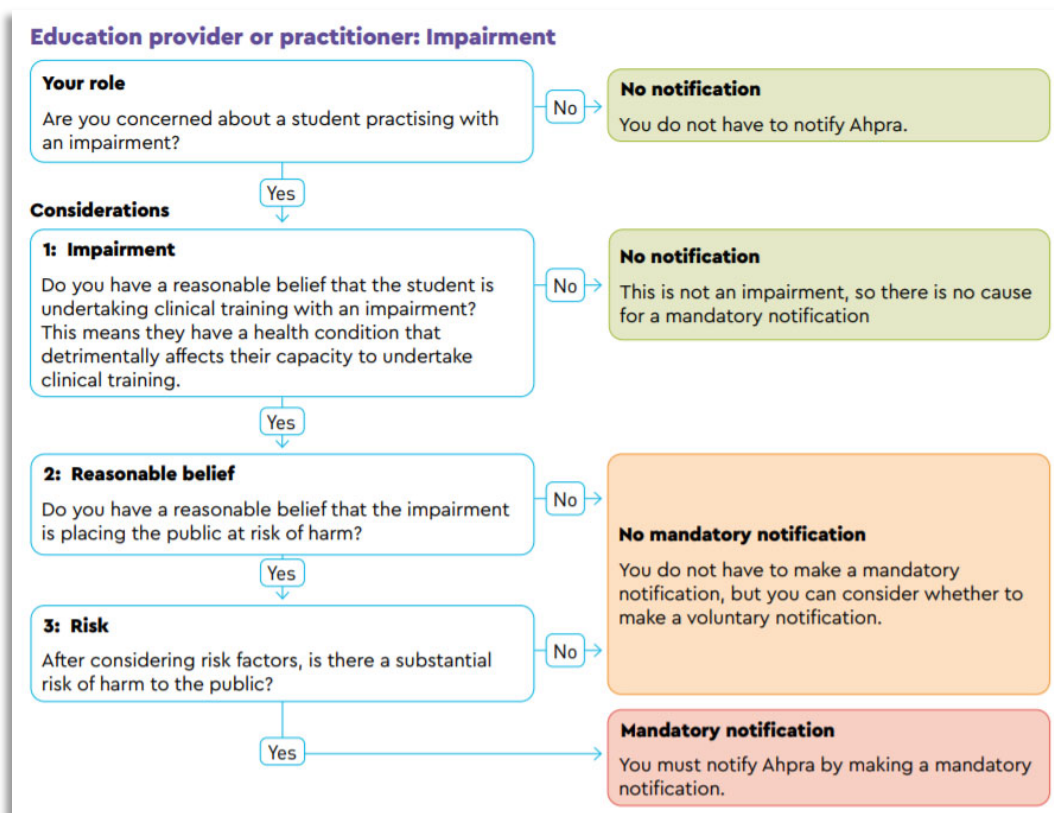 Education provider or practitioner: Impairment
Your role
Are you concerned about a student practising with
an impairment?
No
No notification
You do not have to notify Ahpra.
Yes
Considerations
1: Impairment
Do you have a reasonable belief that the student is
undertaking clinical training with an impairment?
This means they have a health condition that
detrimentally affects their capacity to undertake
clinical training.
No
No notification
This is not an impairment, so there is no cause
for a mandatory notification
Yes
2: Reasonable belief
Do you have a reasonable belief that the impairment
is placing the public at risk of harm?
No
Yes
3: Risk
After considering risk factors, is there a substantial
risk of harm to the public?
No
No mandatory notification
You do not have to make a mandatory
notification, but you can consider whether to
make a voluntary notification.
Yes
Mandatory notification
You must notify Ahpra by making a mandatory
notification.